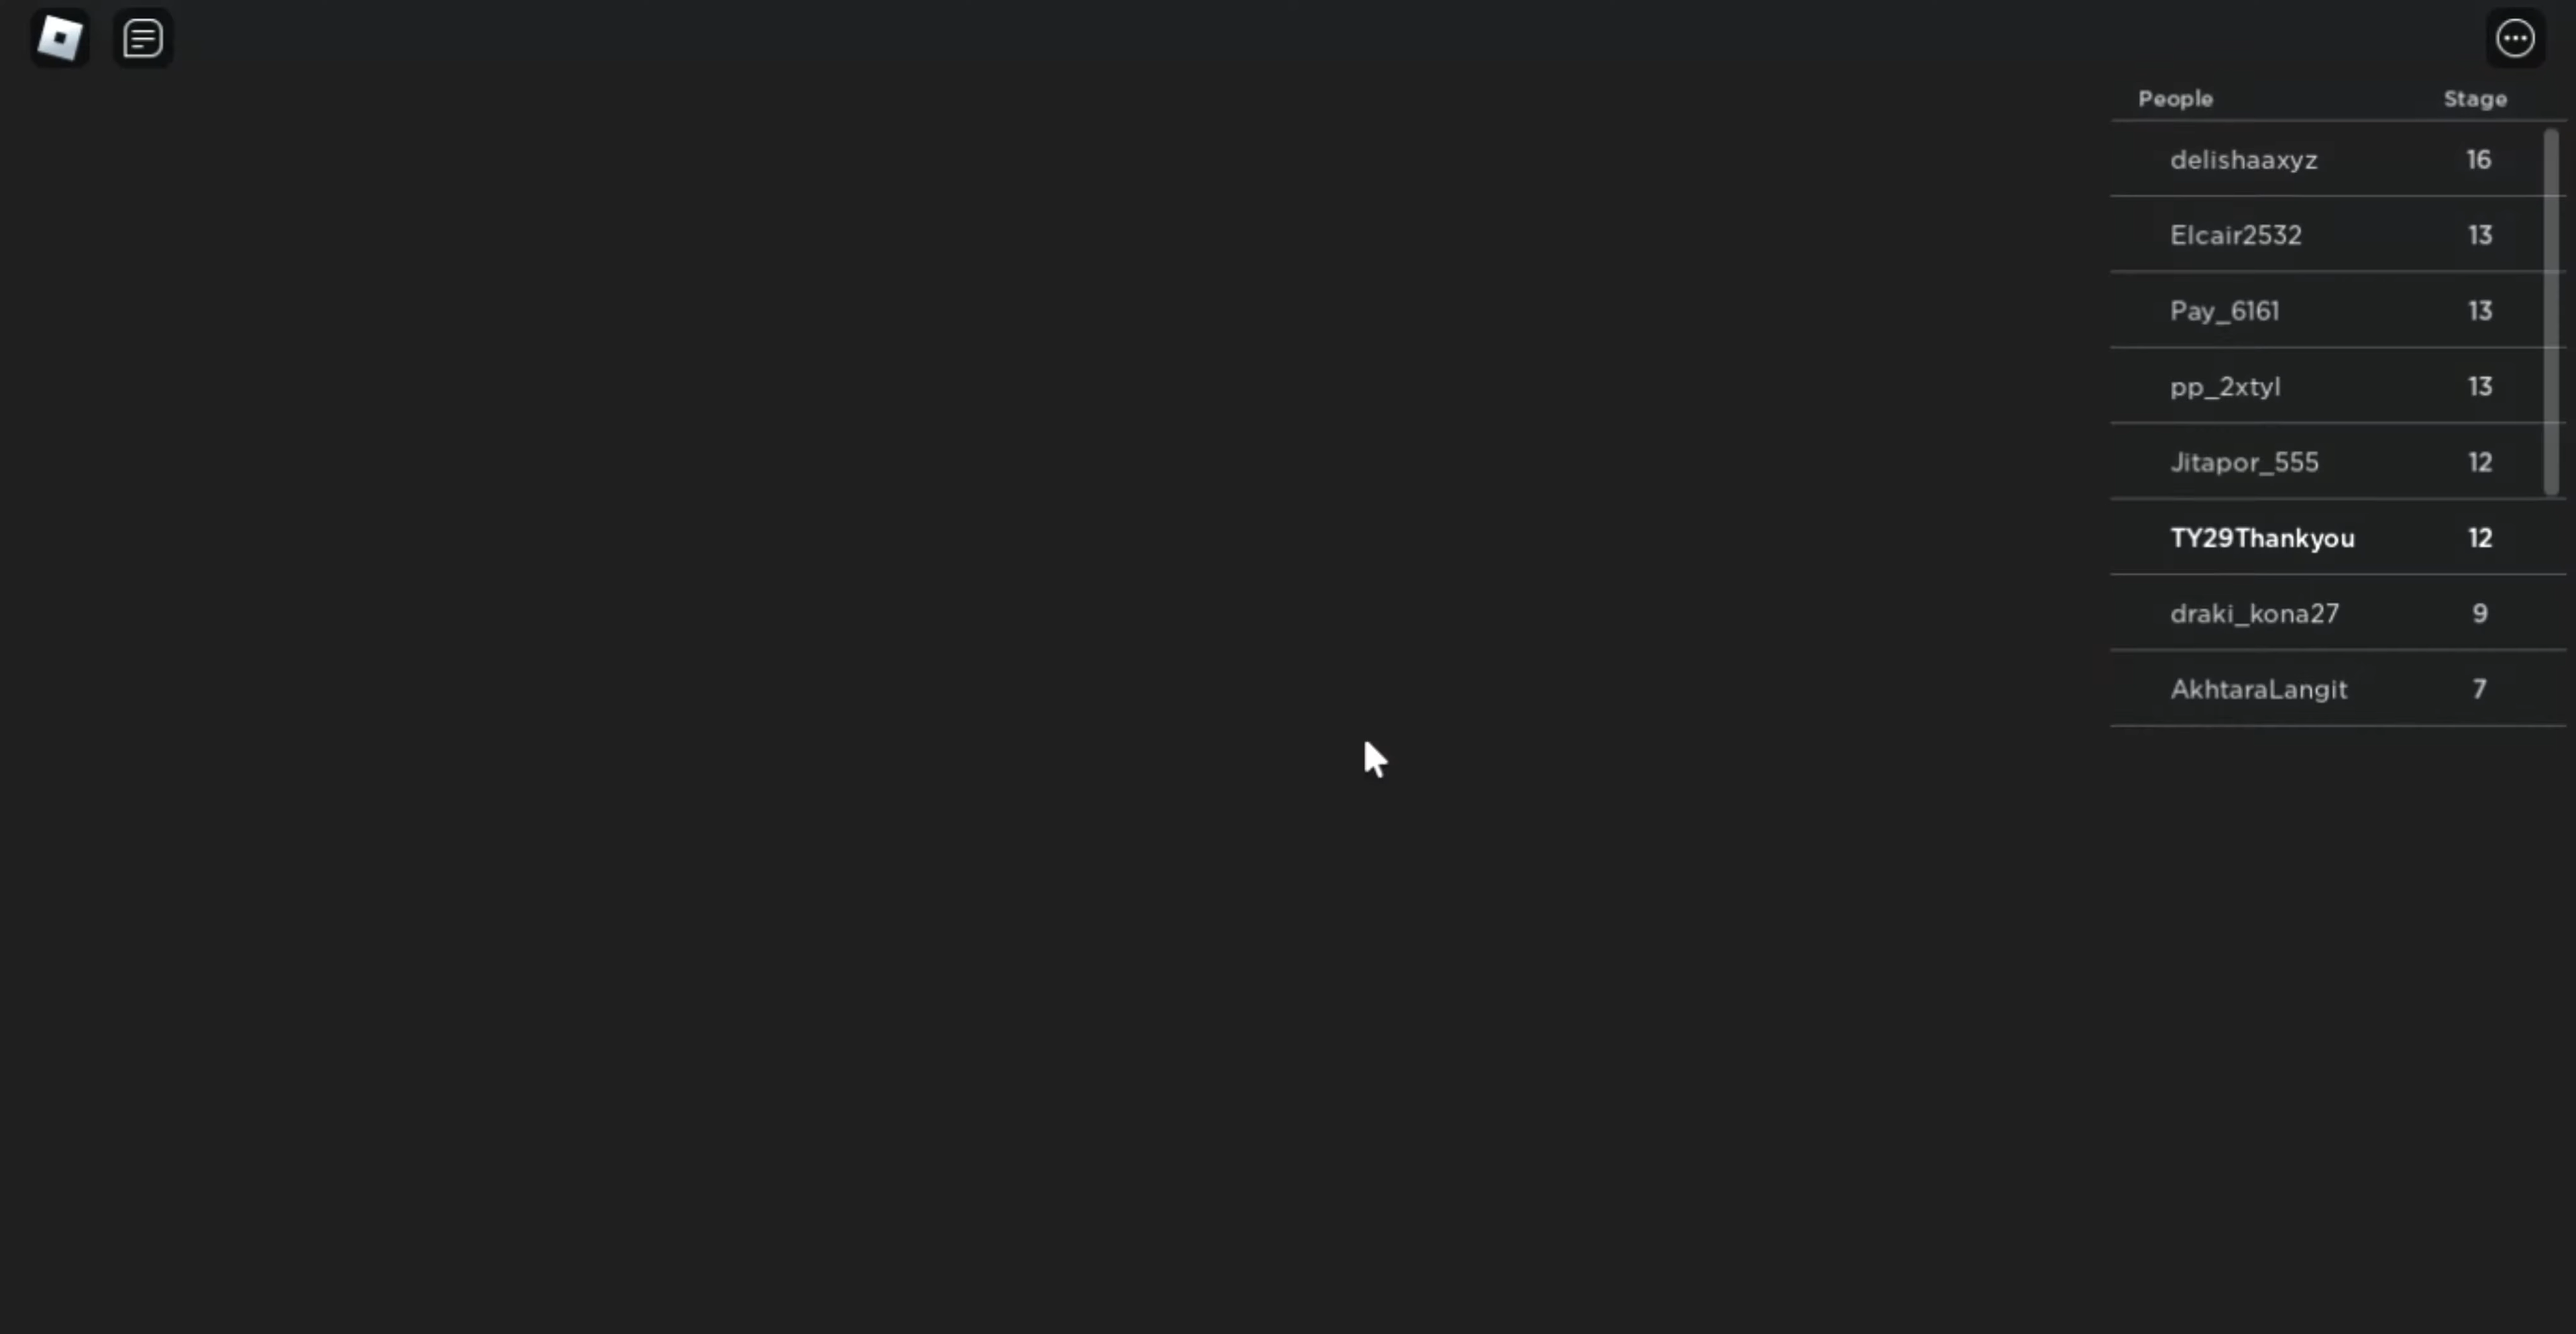 People Stage
delishaaxyz 16
Elcair2532 13
Pay_6161 13
pp_2xtyl 13
Jitapor_555 12
TY29Thankyou 12
draki_kona27 9
AkhtaraLangit 7